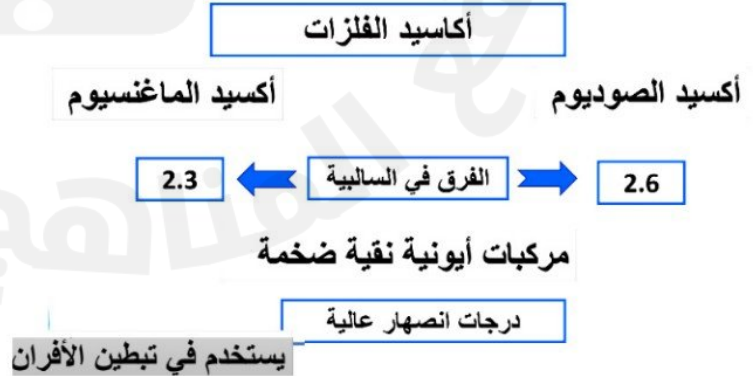 أكاسيد الفلزات
أكسيد الصوديوم
أكسيد الماغنسيوم
2.6
الفرق في السالبية
2.3
مركبات أيونية نقية ضخمة
درجات انصهار عالية
يستخدم في تبطين الأفران